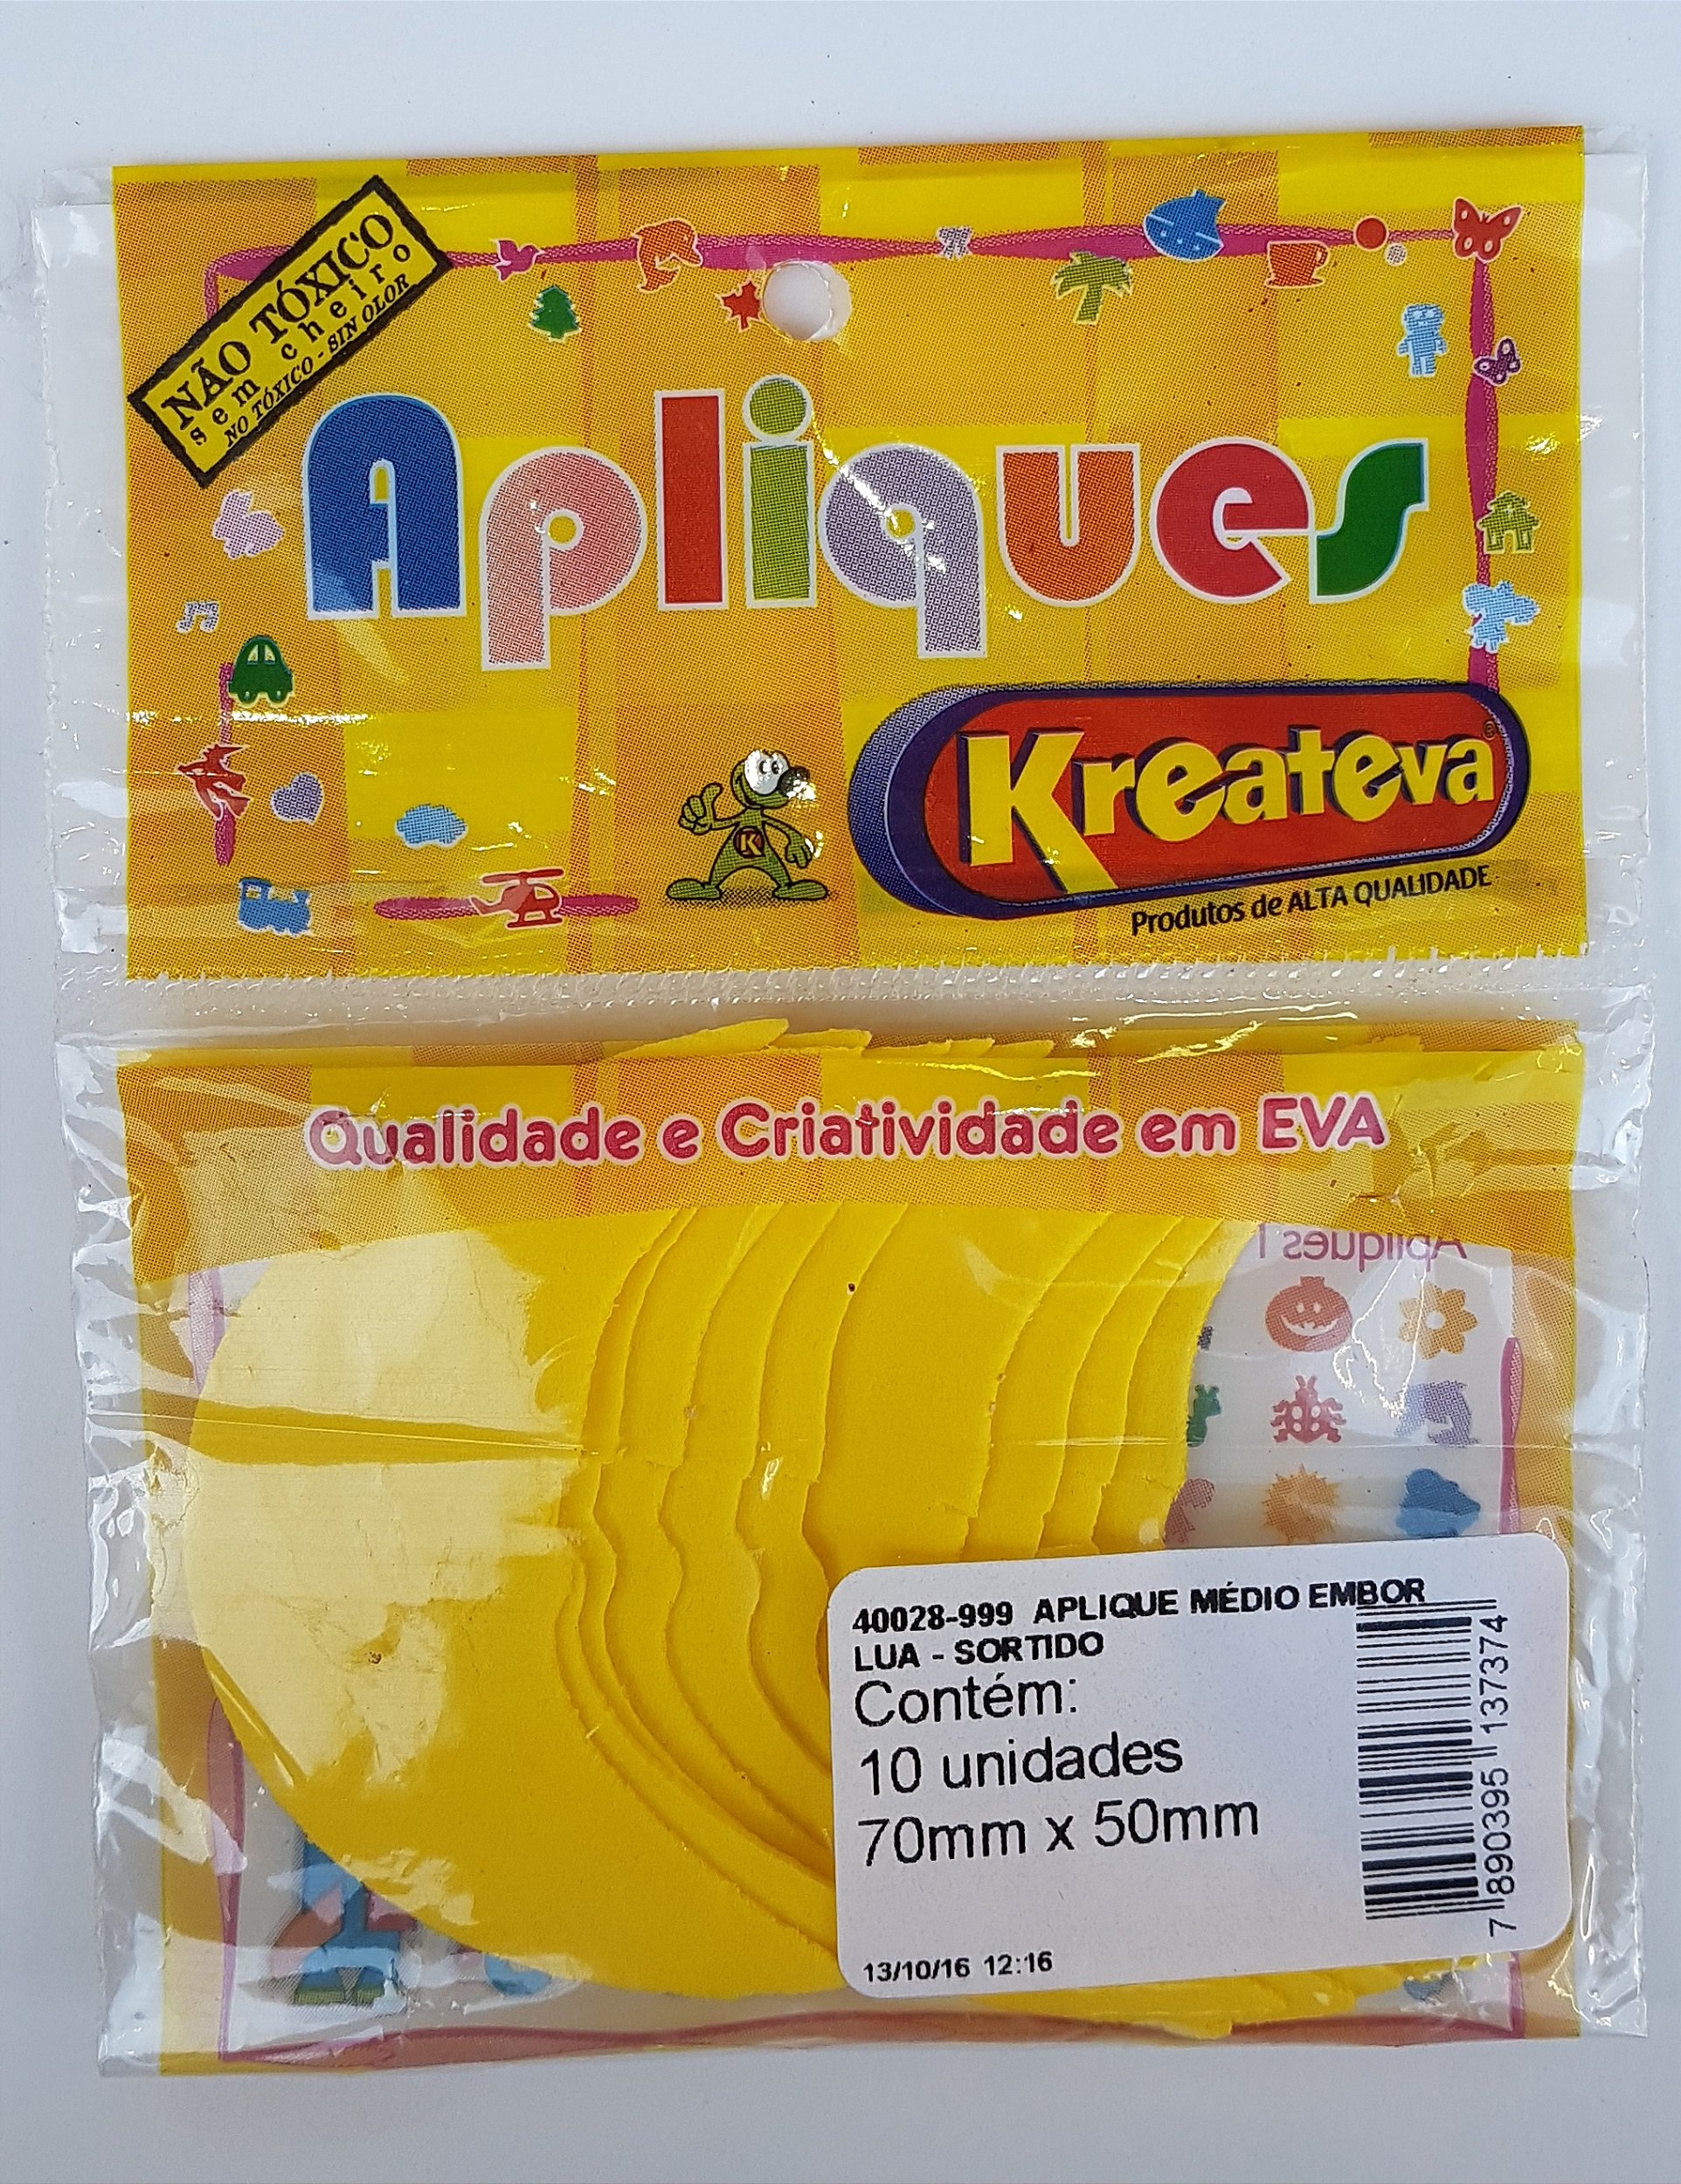 NÃO TÓXICO
sem cheiro
NO TÓXICO - SIN OLOR
Apliques
K
Kreateva®
Produtos de ALTA QUALIDADE
Qualidade e Criatividade em EVA
Apliques
40028-999 APLIQUE MÉDIO EMBOR
LUA - SORTIDO
Contém:
10 unidades
70mm x 50mm
13/10/16 12:16
7 890395 137374